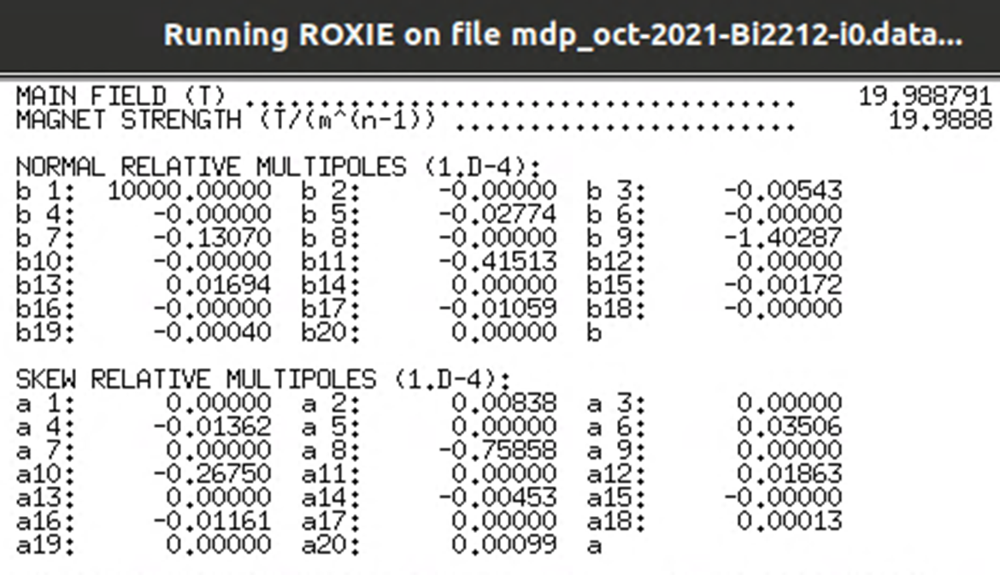 Running ROXIE on file mdp_oct-2021-Bi2212-i0.data...
MAIN FIELD (T) ..................................... 19.988791
MAGNET STRENGTH (T/(m^(n-1)) ....................... 19.9888
NORMAL RELATIVE MULTIPOLES (1.D-4):
b 1: 10000.00000 b 2: -0.00000 b 3: -0.00543
b 4: -0.00000 b 5: -0.02774 b 6: -0.00000
b 7: -0.13070 b 8: -0.00000 b 9: -1.40287
b10: -0.00000 b11: -0.41513 b12: 0.00000
b13: 0.01694 b14: 0.00000 b15: -0.00172
b16: -0.00000 b17: -0.01059 b18: -0.00000
b19: -0.00040 b20: 0.00000 b
SKEW RELATIVE MULTIPOLES (1.D-4):
a 1: 0.00000 a 2: 0.00838 a 3: 0.00000
a 4: -0.01362 a 5: 0.00000 a 6: 0.03506
a 7: 0.00000 a 8: -0.75858 a 9: 0.00000
a10: -0.26750 a11: 0.00000 a12: 0.01863
a13: 0.00000 a14: -0.00453 a15: -0.00000
a16: -0.01161 a17: 0.00000 a18: 0.00013
a19: 0.00000 a20: 0.00099 a